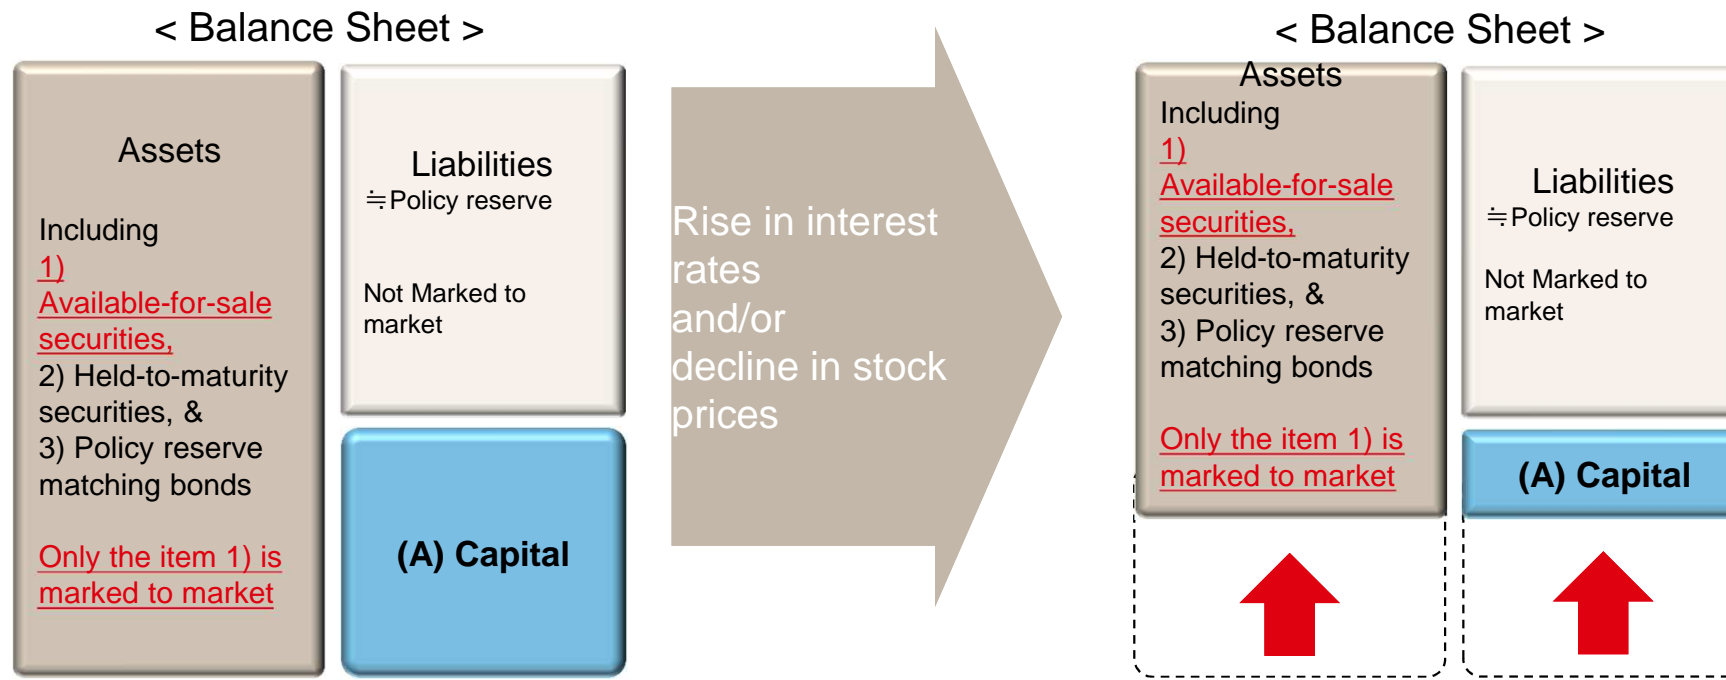 < Balance Sheet >
Assets
Including
1)
Available-for-sale
securities,
2) Held-to-maturity
securities, &
3) Policy reserve
matching bonds
Only the item 1) is
marked to market
Liabilities
≒Policy reserve
Not Marked to
market
(A) Capital
Rise in interest
rates
and/or
decline in stock
prices
< Balance Sheet >
Assets
Including
1)
Available-for-sale
securities,
2) Held-to-maturity
securities, &
3) Policy reserve
matching bonds
Only the item 1) is
marked to market
Liabilities
≒Policy reserve
Not Marked to
market
(A) Capital